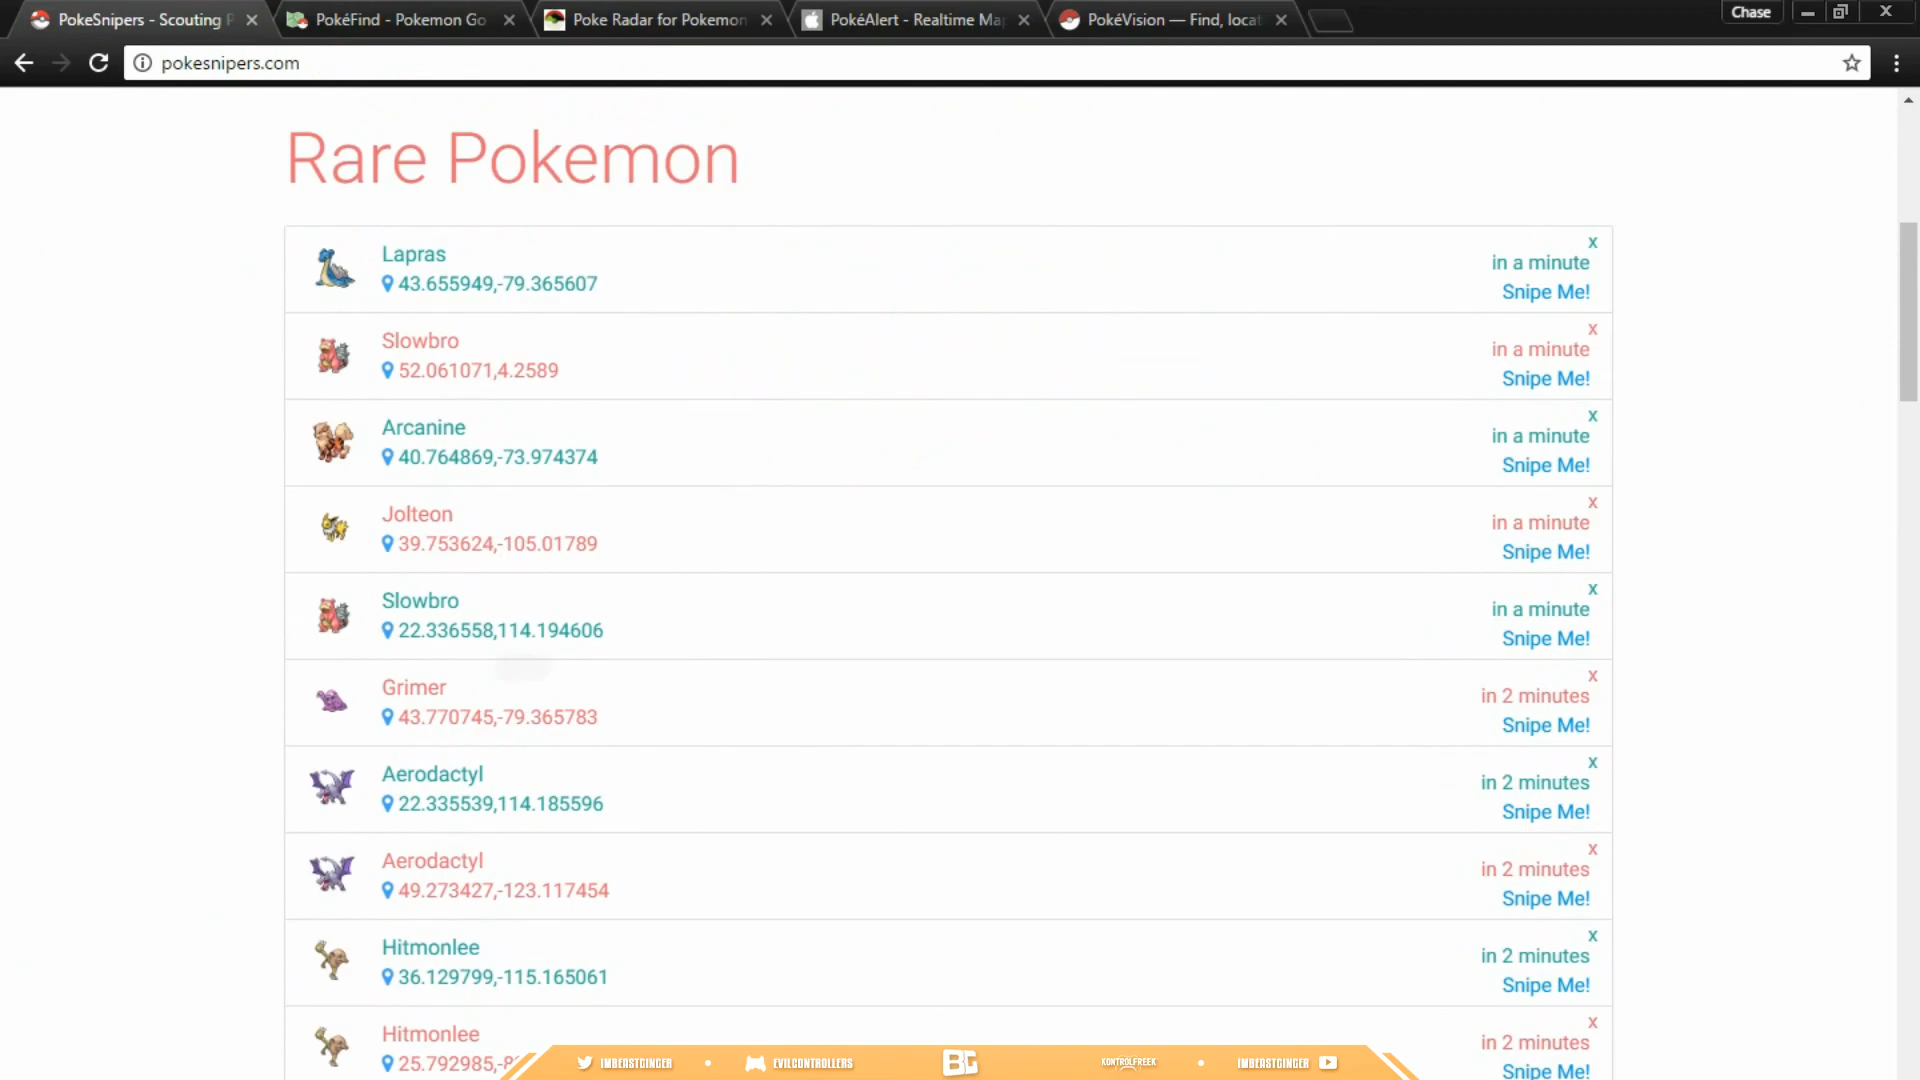 PokeSnipers - Scouting P
PokéFind - Pokemon Go
Poke Radar for Pokemon
PokéAlert - Realtime Ma
PokéVision — Find, locat
Chase
pokesnipers.com
Rare Pokemon
Lapras
43.655949,-79.365607
x
in a minute
Snipe Me!
Slowbro
52.061071,4.2589
x
in a minute
Snipe Me!
Arcanine
40.764869,-73.974374
x
in a minute
Snipe Me!
Jolteon
39.753624,-105.01789
x
in a minute
Snipe Me!
Slowbro
22.336558,114.194606
x
in a minute
Snipe Me!
Grimer
43.770745,-79.365783
x
in 2 minutes
Snipe Me!
Aerodactyl
22.335539,114.185596
x
in 2 minutes
Snipe Me!
Aerodactyl
49.273427,-123.117454
x
in 2 minutes
Snipe Me!
Hitmonlee
36.129799,-115.165061
x
in 2 minutes
Snipe Me!
Hitmonlee
25.792985,-8
x
in 2 minutes
Snipe Me!
IMBEASTGINGER
EVILCONTROLLERS
BG
KONTROLFREEK
IMBEASTGINGER